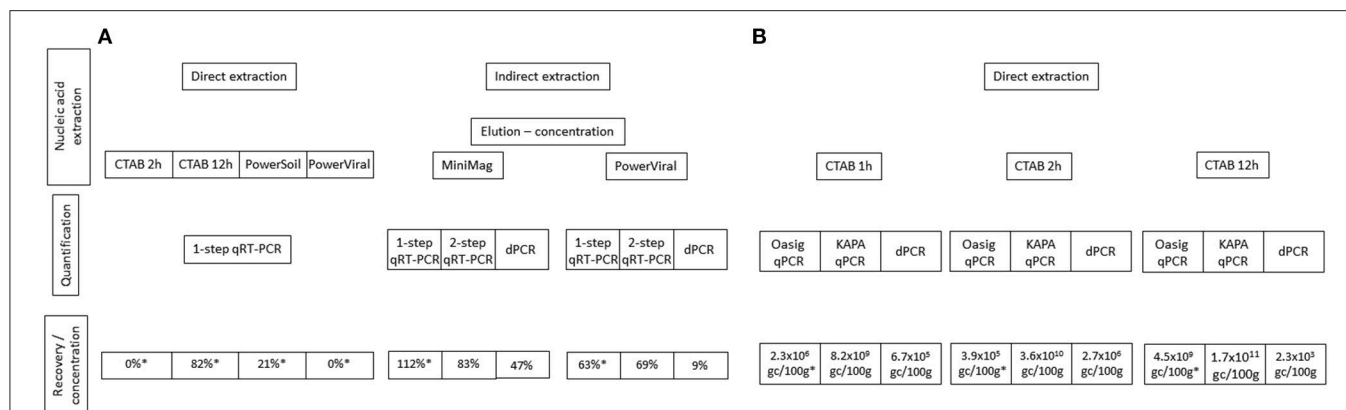 A
B
Nucleic acid
extraction
Direct extraction
Indirect extraction
Direct extraction
Elution – concentration
CTAB 2h CTAB 12h PowerSoil PowerViral
MiniMag
PowerViral
CTAB 1h
CTAB 2h
CTAB 12h
Quantification
1-step qRT-PCR
1-step
qRT-PCR
2-step
qRT-PCR
dPCR
1-step
qRT-PCR
2-step
qRT-PCR
dPCR
Oasig
qPCR
KAPA
qPCR
dPCR
Oasig
qPCR
KAPA
qPCR
dPCR
Oasig
qPCR
KAPA
qPCR
dPCR
Recovery /
concentration
0%* 82%* 21%* 0%*
112%* 83% 47%
63%* 69% 9%
2.3x10⁶
gc/100g*
8.2x10⁹
gc/100g
6.7x10⁵
gc/100g
3.9x10⁵
gc/100g*
3.6x10¹⁰
gc/100g
2.7x10⁶
gc/100g
4.5x10⁹
gc/100g*
1.7x10¹¹
gc/100g
2.3x10³
gc/100g